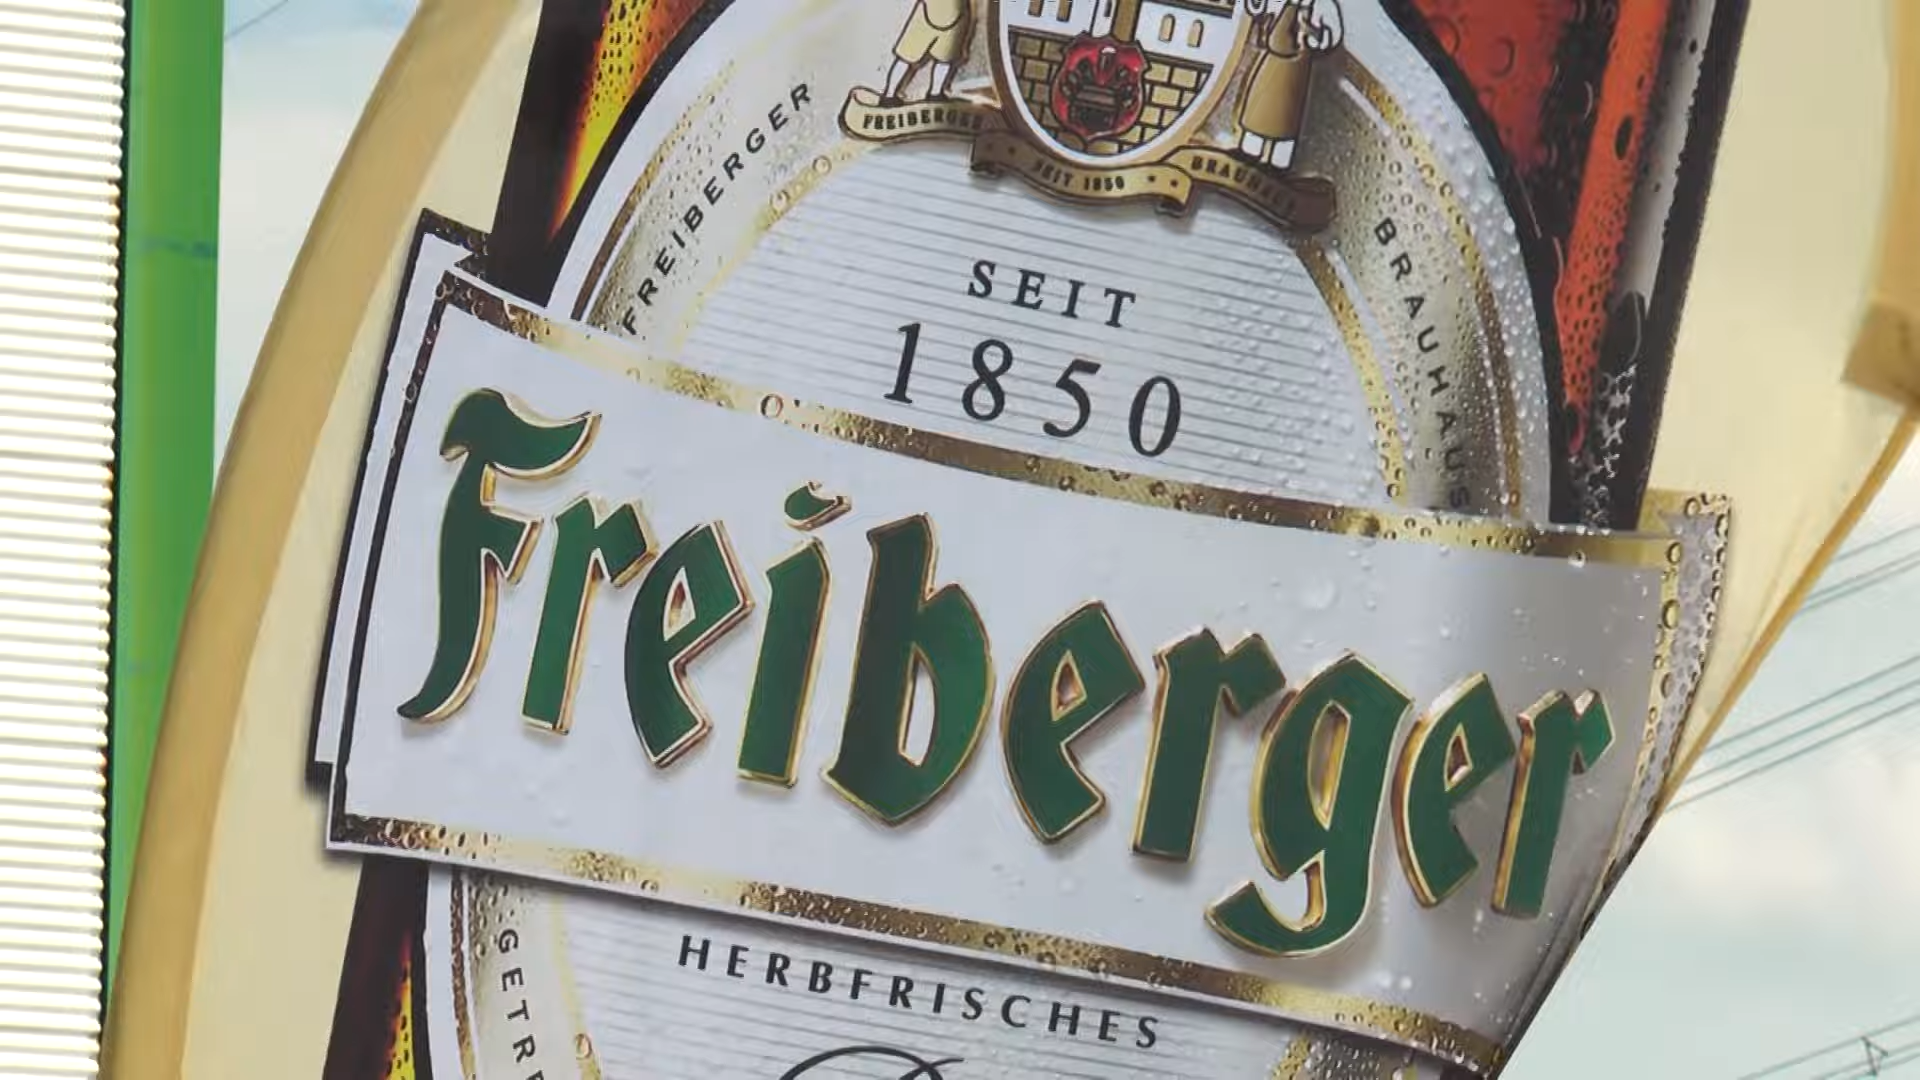 FREIBERGER
SEIT 1850
BRAUHAUS
FREIBERGER
BRAUHAUS
SEIT
1850
Freiberger
HERBFRISCHES